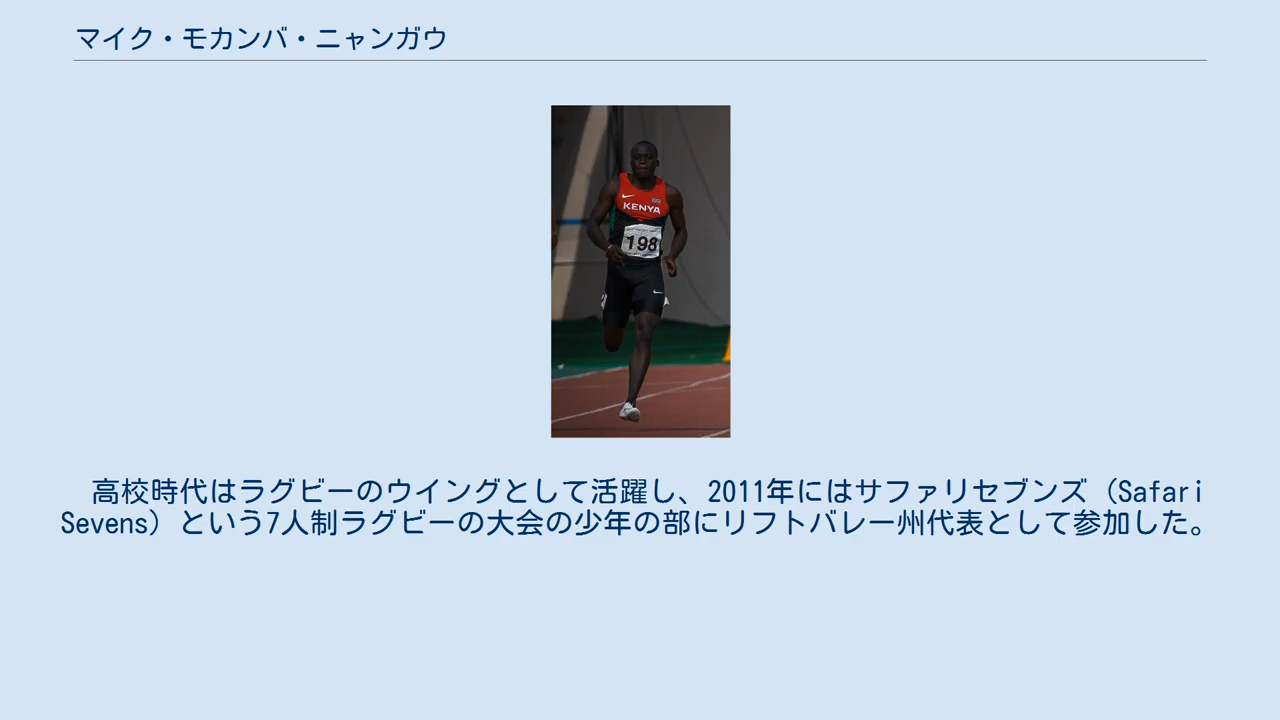 マイク・モカンバ・ニャンガウ
KENYA
198
高校時代はラグビーのウイングとして活躍し、2011年にはサファリセブンズ（Safari
Sevens）という7人制ラグビーの大会の少年の部にリフトバレー州代表として参加した。